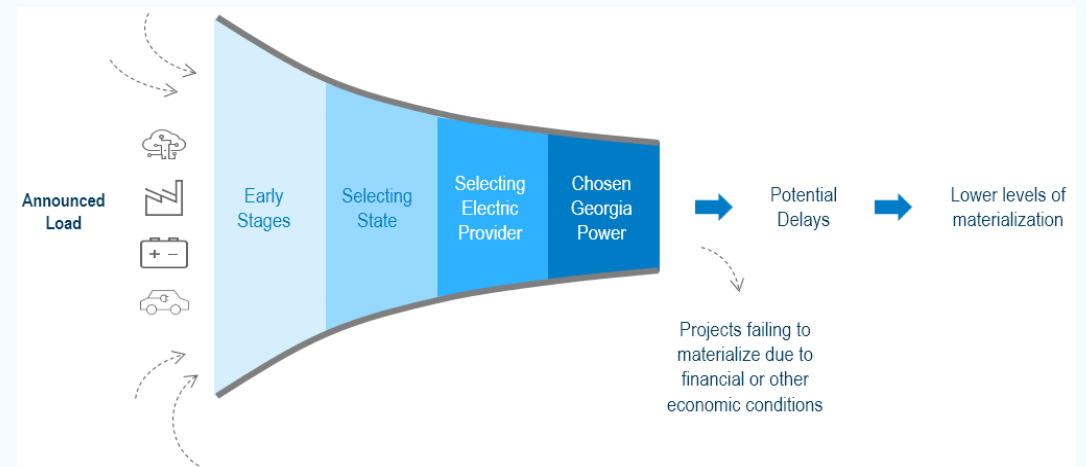 Announced
Load
Early
Stages
Selecting
State
Selecting
Electric
Provider
Chosen
Georgia
Power
Potential
Delays
Lower levels of
materialization
Projects failing to
materialize due to
financial or other
economic conditions